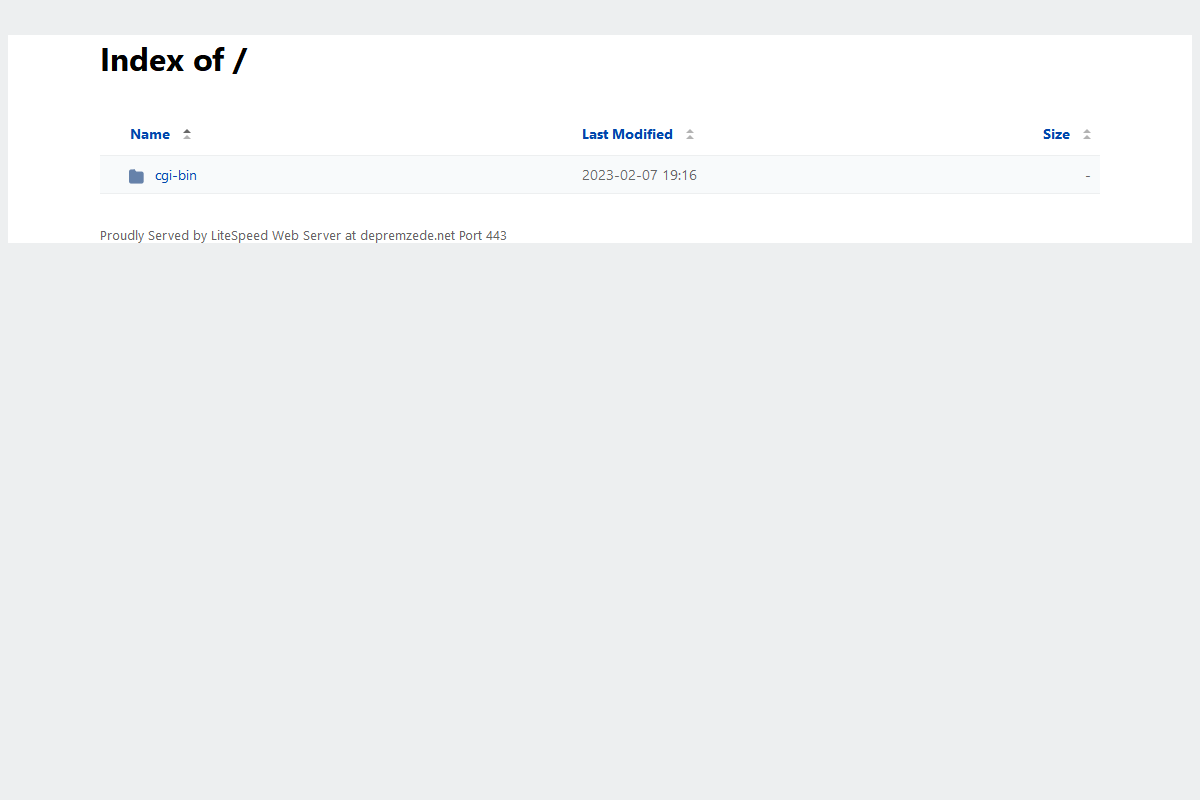 Index of /
Name Last Modified Size
cgi-bin 2023-02-07 19:16 -
Proudly Served by LiteSpeed Web Server at depremzede.net Port 443